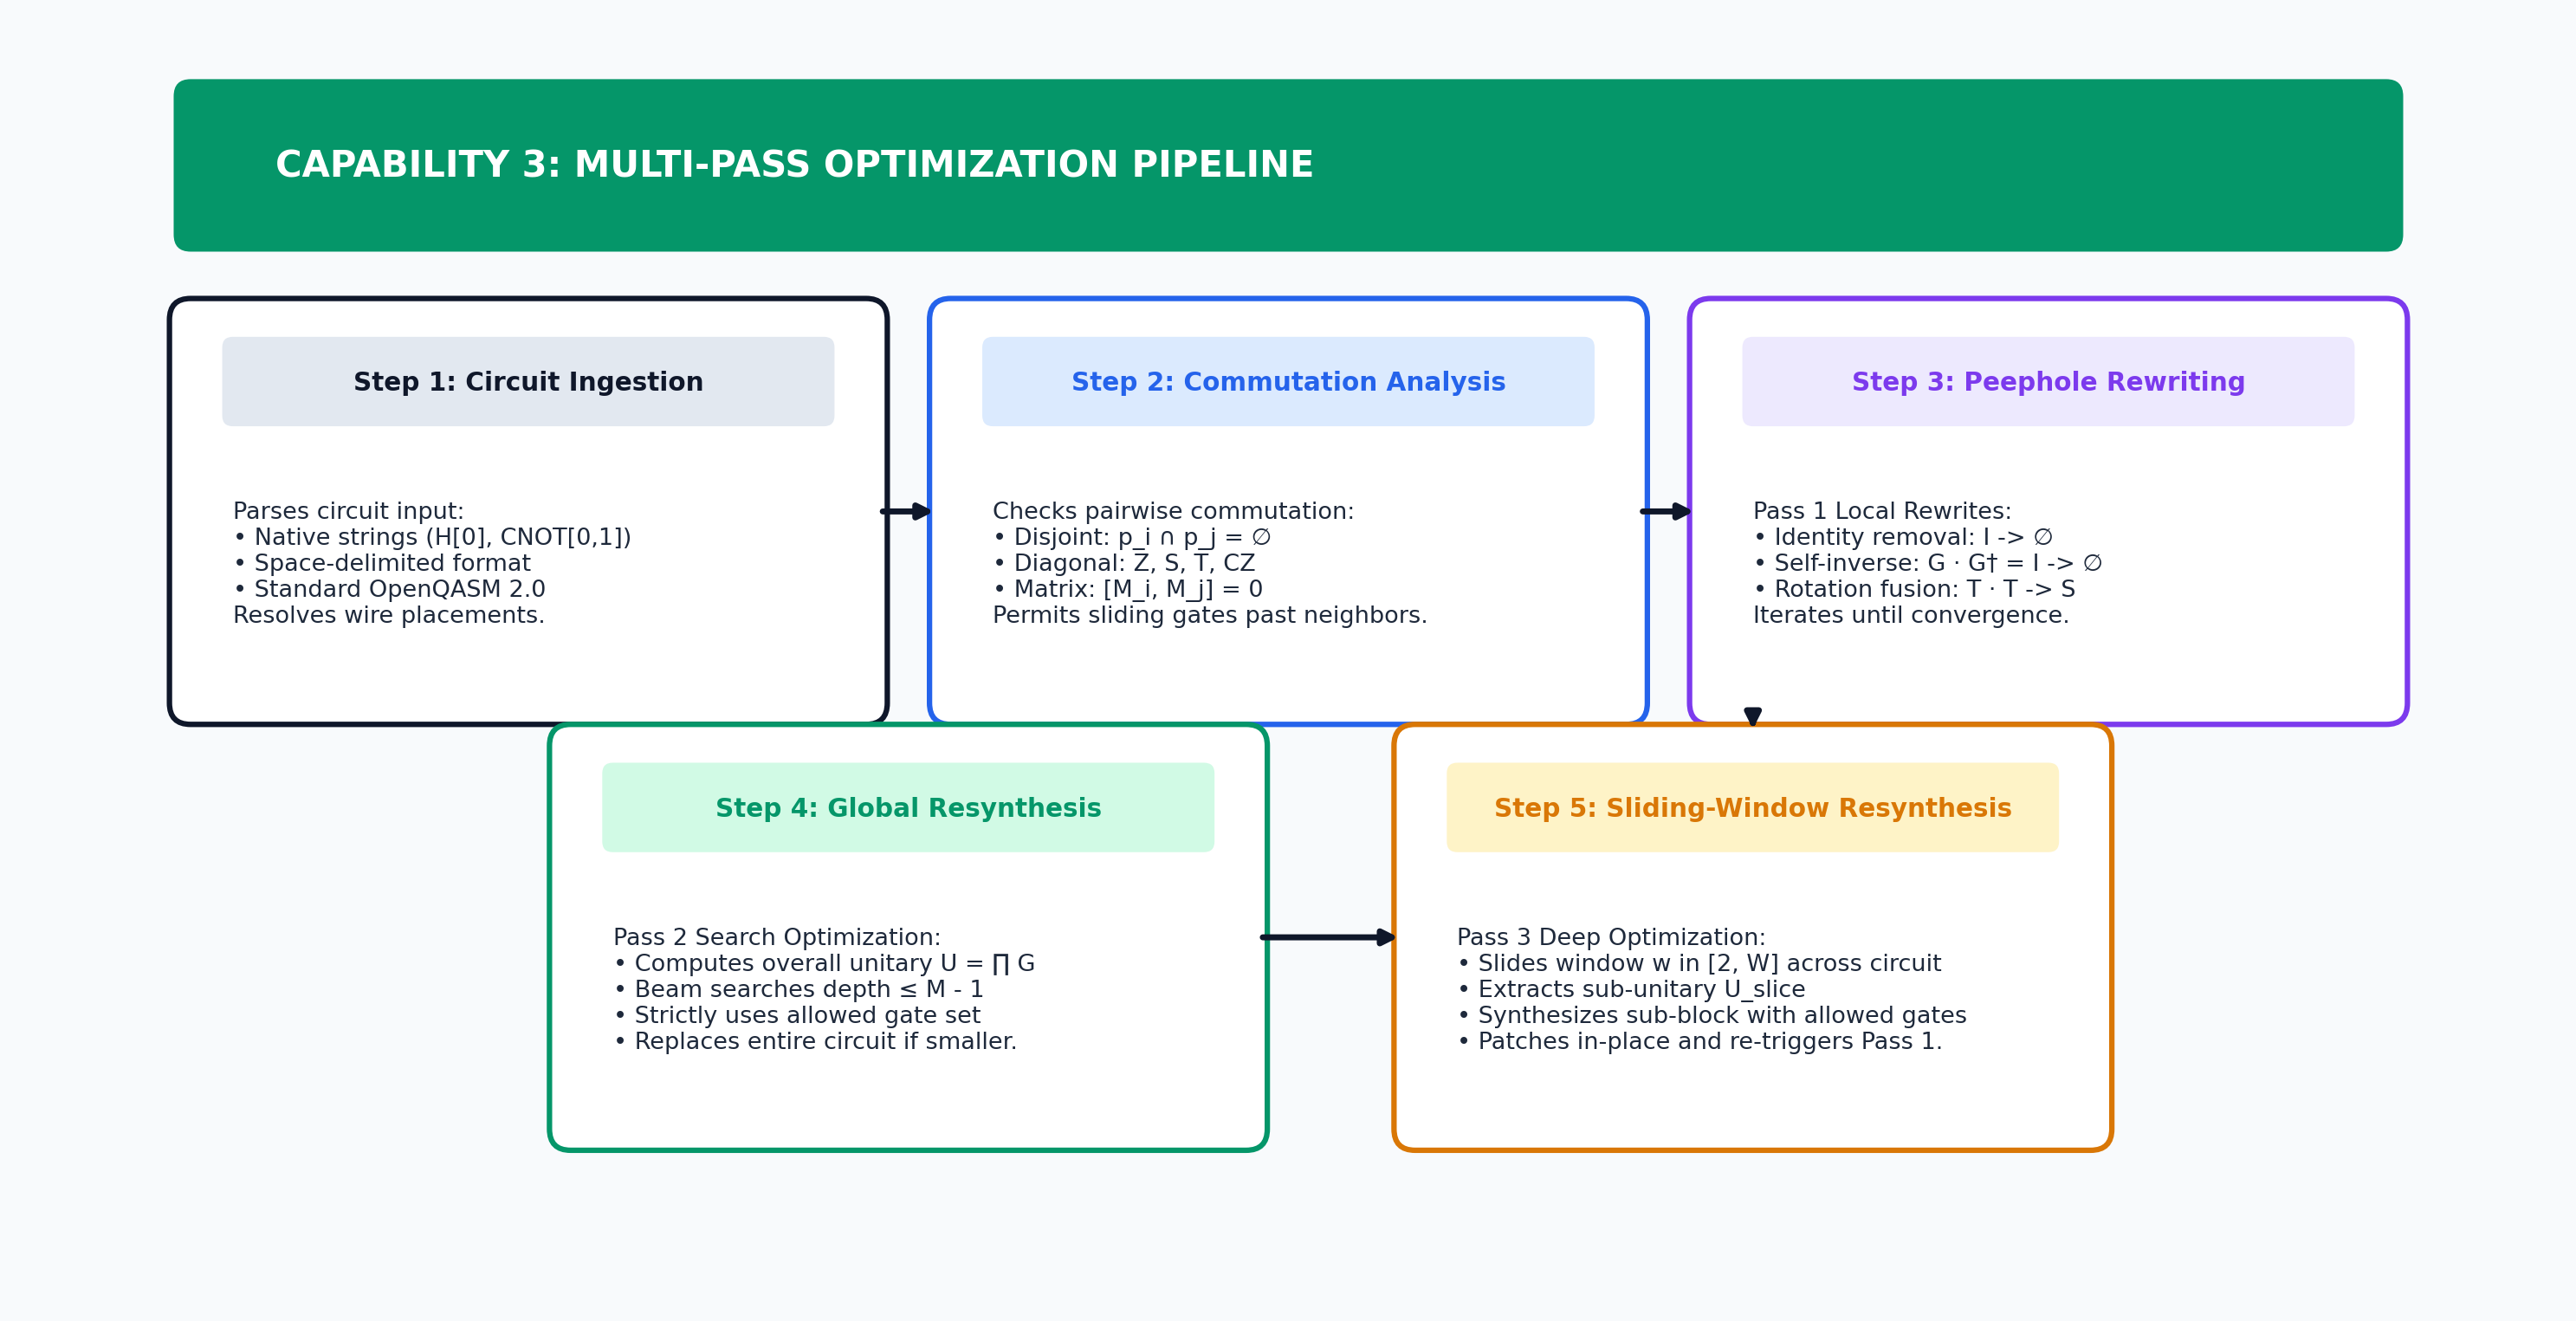 CAPABILITY 3: MULTI-PASS OPTIMIZATION PIPELINE
Step 1: Circuit Ingestion
Parses circuit input:
• Native strings (H[0], CNOT[0,1])
• Space-delimited format
• Standard OpenQASM 2.0
Resolves wire placements.
Step 2: Commutation Analysis
Checks pairwise commutation:
• Disjoint: p_i ∩ p_j = ∅
• Diagonal: Z, S, T, CZ
• Matrix: [M_i, M_j] = 0
Permits sliding gates past neighbors.
Step 3: Peephole Rewriting
Pass 1 Local Rewrites:
• Identity removal: I -> ∅
• Self-inverse: G · G† = I -> ∅
• Rotation fusion: T · T -> S
Iterates until convergence.
Step 4: Global Resynthesis
Pass 2 Search Optimization:
• Computes overall unitary U = ∏ G
• Beam searches depth ≤ M - 1
• Strictly uses allowed gate set
• Replaces entire circuit if smaller.
Step 5: Sliding-Window Resynthesis
Pass 3 Deep Optimization:
• Slides window w in [2, W] across circuit
• Extracts sub-unitary U_slice
• Synthesizes sub-block with allowed gates
• Patches in-place and re-triggers Pass 1.